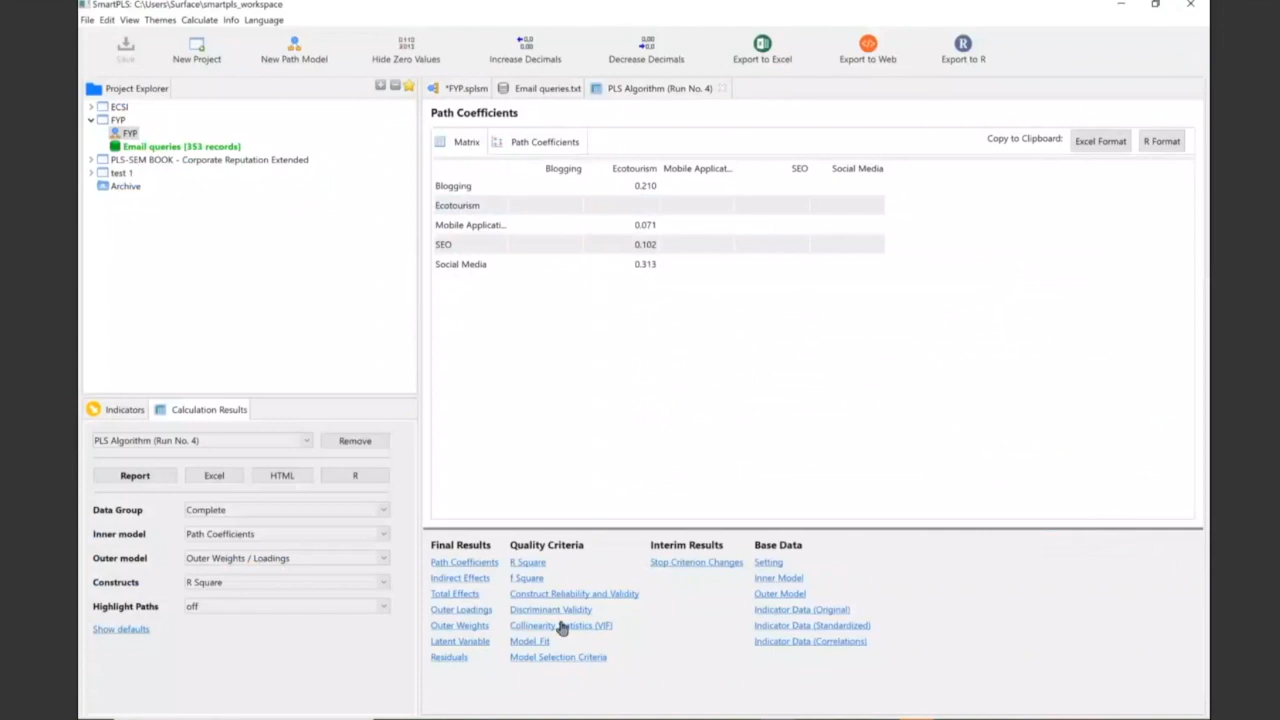 SmartPLS: C:\Users\Surface\smartpls_workspace
File Edit View Themes Calculate Info Language
Save New Project New Path Model Hide Zero Values Increase Decimals Decrease Decimals Export to Excel Export to Web Export to R
Project Explorer
ECSI
FYP
FYP
Email queries [353 records]
PLS-SEM BOOK - Corporate Reputation Extended
test 1
Archive
*FYP.splsm Email queries.txt PLS Algorithm (Run No. 4)
Path Coefficients
Matrix Path Coefficients Copy to Clipboard: Excel Format R Format
Blogging Ecotourism Mobile Applicat... SEO Social Media
Blogging 0.210
Ecotourism
Mobile Applicati... 0.071
SEO 0.102
Social Media 0.313
Indicators Calculation Results
PLS Algorithm (Run No. 4) Remove
Report Excel HTML R
Data Group Complete
Inner model Path Coefficients
Outer model Outer Weights / Loadings
Constructs R Square
Highlight Paths off
Show defaults
Final Results Quality Criteria Interim Results Base Data
Path Coefficients R Square Stop Criterion Changes Setting
Indirect Effects f Square Inner Model
Total Effects Construct Reliability and Validity Outer Model
Outer Loadings Discriminant Validity Indicator Data (Original)
Outer Weights Collinearity Statistics (VIF) Indicator Data (Standardized)
Latent Variable Model_Fit Indicator Data (Correlations)
Residuals Model Selection Criteria